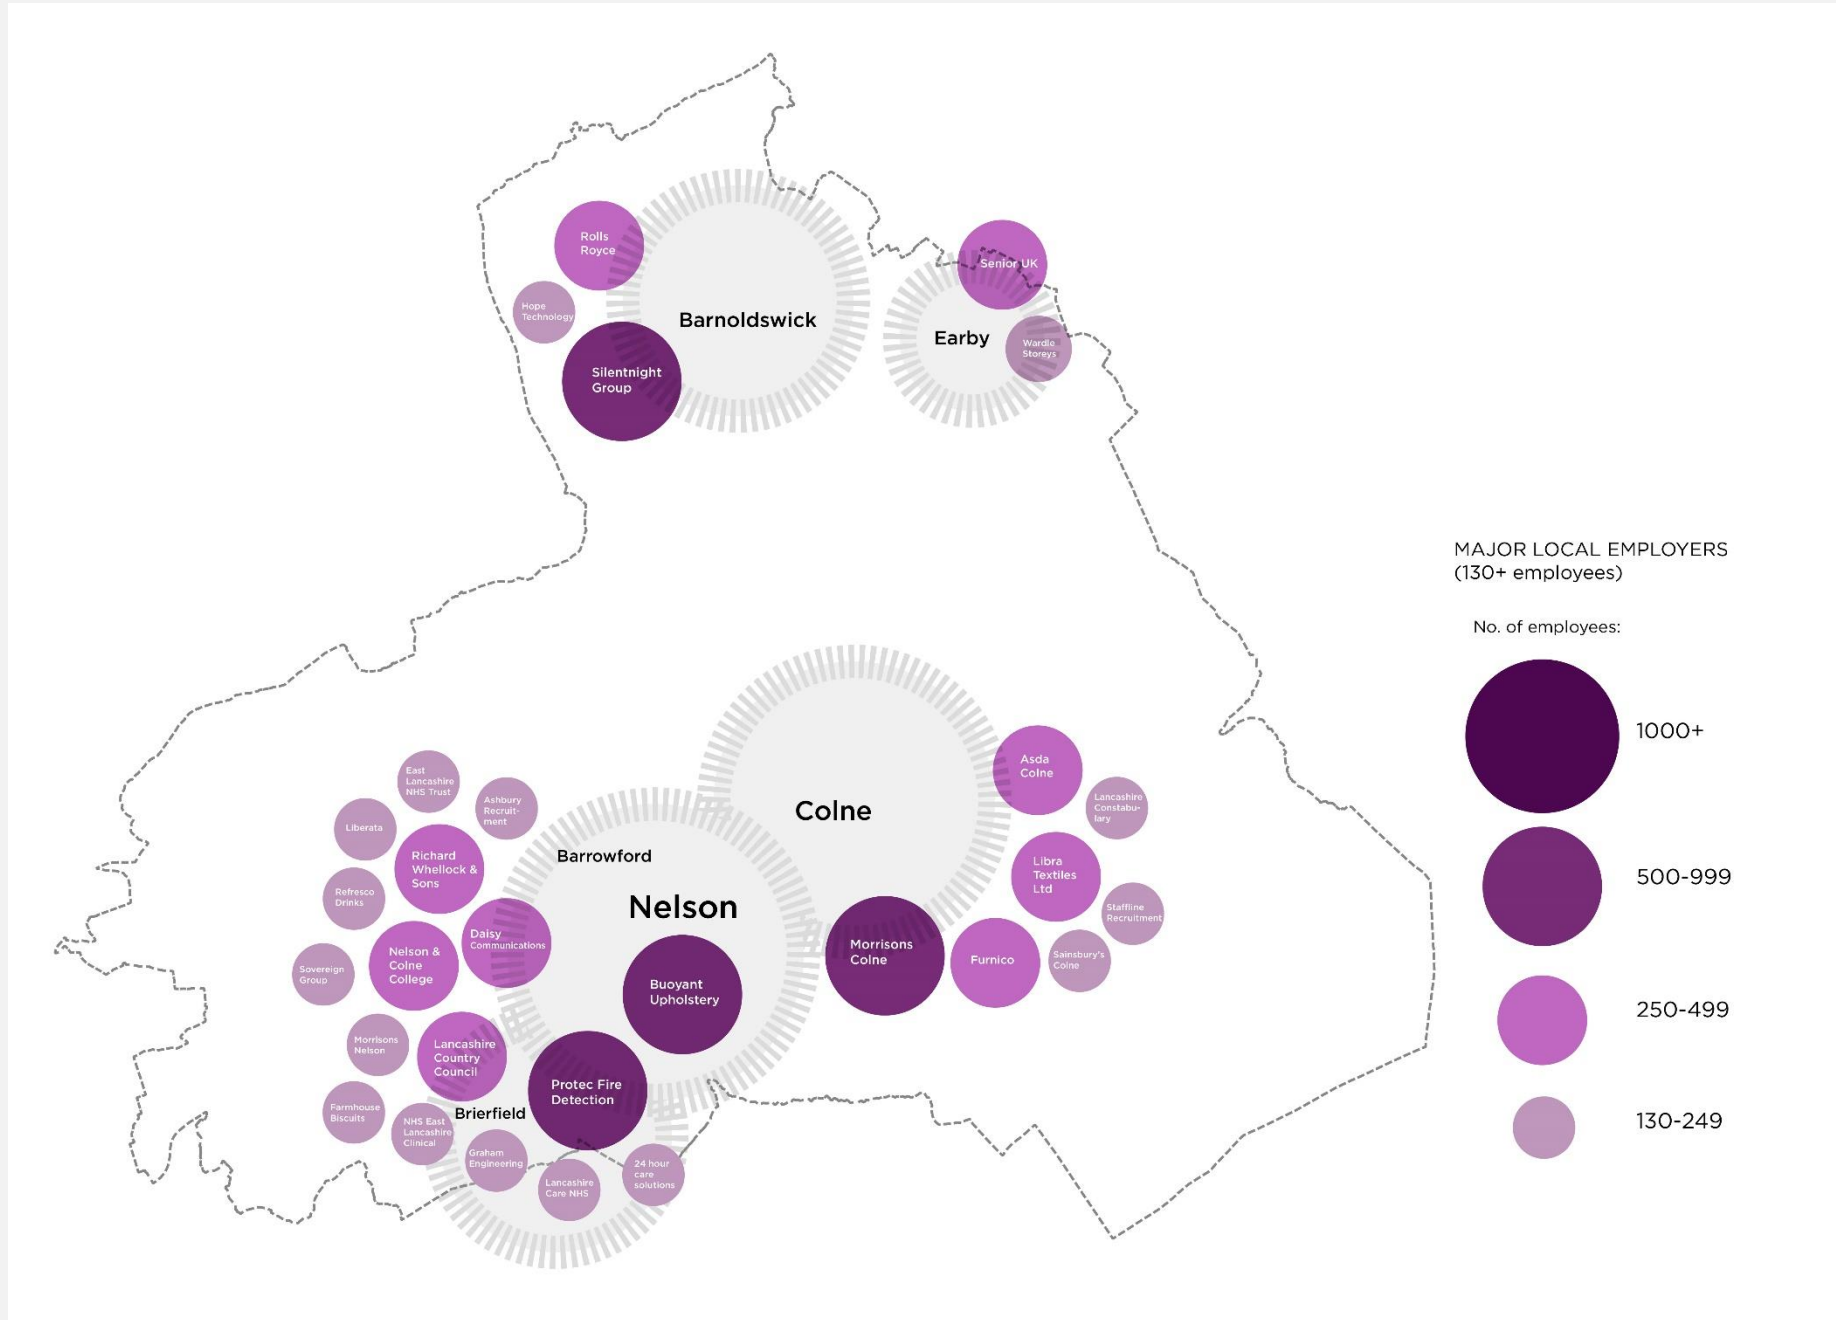 Rolls
Royce
Hope
Technology
Silentnight
Group
Barnoldswick
Senior UK
Earby
Wardle
Storeys
MAJOR LOCAL EMPLOYERS
(130+ employees)
No. of employees:
1000+
500-999
250-499
130-249
Colne
Asda
Colne
Lancashire
Constabu-
lary
Libra
Textiles
Ltd
Staffline
Recruitment
Morrisons
Colne
Furnico
Sainsbury's
Colne
East
Lancashire
NHS Trust
Ashbury
Recruit-
ment
Liberata
Richard
Whellock &
Sons
Barrowford
Nelson
Refresco
Drinks
Daisy
Communications
Nelson &
Colne
College
Sovereign
Group
Buoyant
Upholstery
Morrisons
Nelson
Lancashire
Country
Council
Protec Fire
Detection
Brierfield
Farmhouse
Biscuits
NHS East
Lancashire
Clinical
Graham
Engineering
Lancashire
Care NHS
24 hour
care
solutions